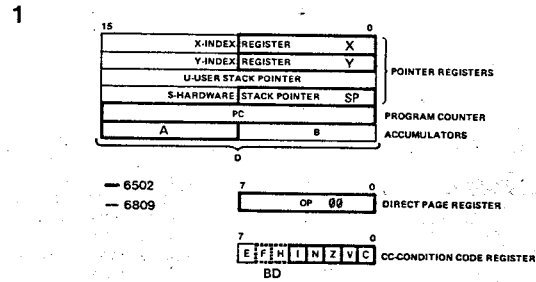 1
15 0
X-INDEX REGISTER X
Y-INDEX REGISTER Y
U-USER STACK POINTER
S-HARDWARE STACK POINTER SP
POINTER REGISTERS
PC
PROGRAM COUNTER
A B
ACCUMULATORS
D
6502
6809
7 0
OP 00
DIRECT PAGE REGISTER
7 0
E F H I N Z V C
CC-CONDITION CODE REGISTER
BD